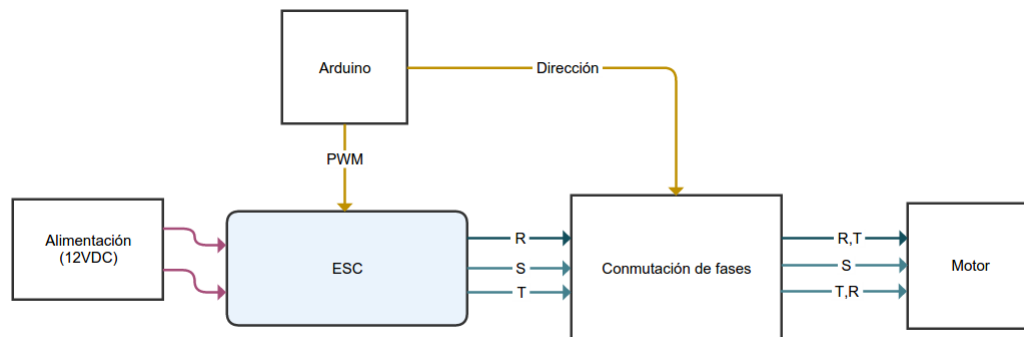 Arduino
Dirección
PWM
Alimentación
(12VDC)
ESC
R
S
T
Conmutación de fases
R,T
S
T,R
Motor